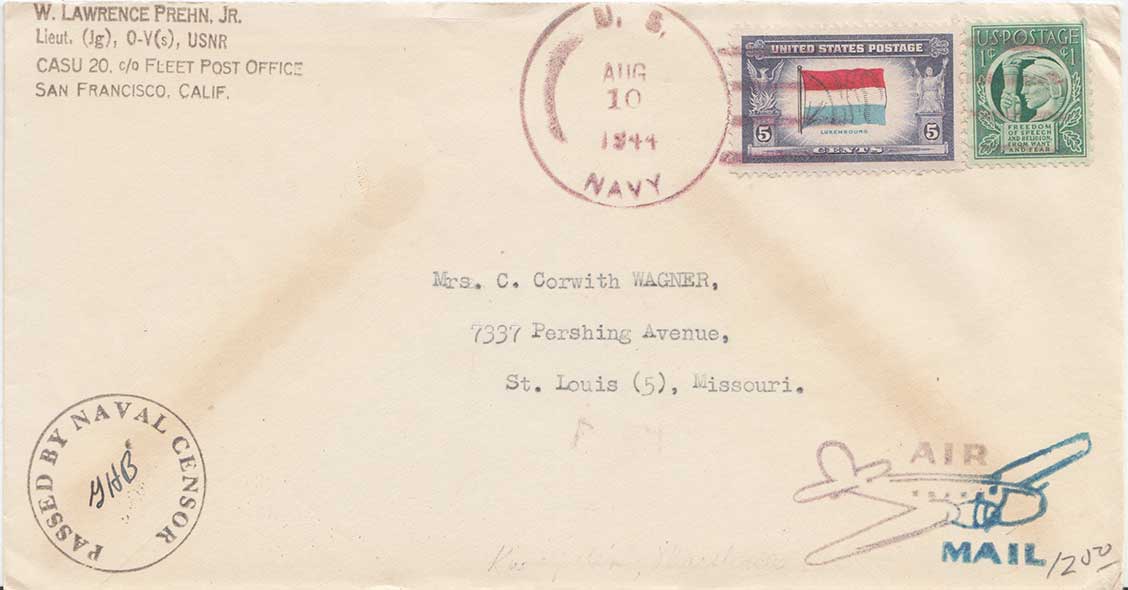 W. LAWRENCE PREHN, JR.
Lieut. (Jg), O-V(s), USNR
CASU 20, c/o FLEET POST OFFICE
SAN FRANCISCO, CALIF.
U. S.
AUG
10
1944
NAVY
UNITED STATES POSTAGE
LUXEMBOURG
5 5
CENTS
U·S·POSTAGE
1¢ ¢1
FREEDOM
OF SPEECH
AND RELIGION,
FROM WANT
AND FEAR
Mrs. C. Corwith WAGNER,
7337 Pershing Avenue,
St. Louis (5), Missouri.
PASSED BY NAVAL CENSOR
GHB
AIR
MAIL
1200